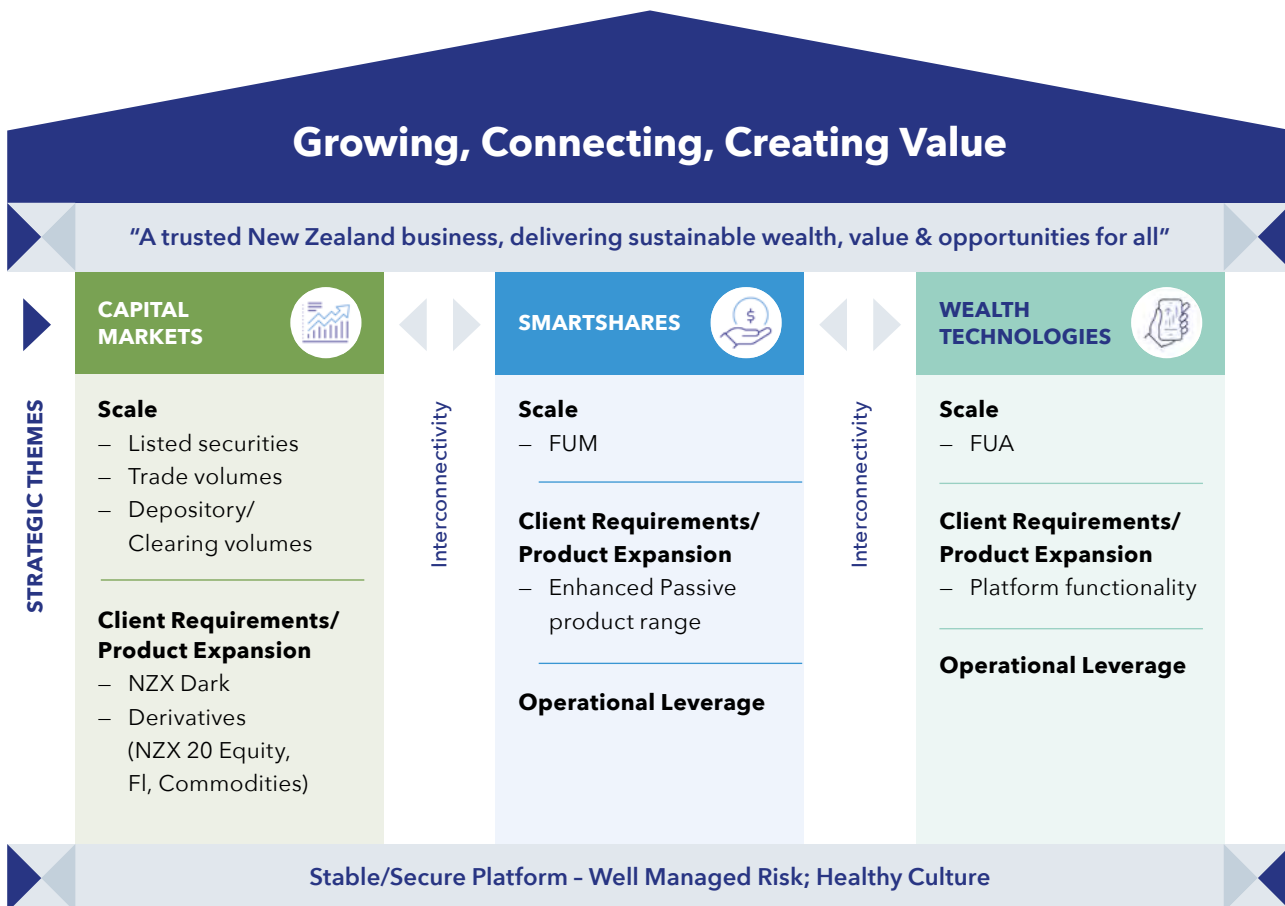 Growing, Connecting, Creating Value
“A trusted New Zealand business, delivering sustainable wealth, value & opportunities for all”
STRATEGIC THEMES
CAPITAL
MARKETS
Scale
– Listed securities
– Trade volumes
– Depository/
Clearing volumes
Client Requirements/
Product Expansion
– NZX Dark
– Derivatives
(NZX 20 Equity,
FI, Commodities)
Interconnectivity
SMARTSHARES
$
Scale
– FUM
Client Requirements/
Product Expansion
– Enhanced Passive
product range
Operational Leverage
Interconnectivity
WEALTH
TECHNOLOGIES
Scale
– FUA
Client Requirements/
Product Expansion
– Platform functionality
Operational Leverage
Stable/Secure Platform – Well Managed Risk; Healthy Culture